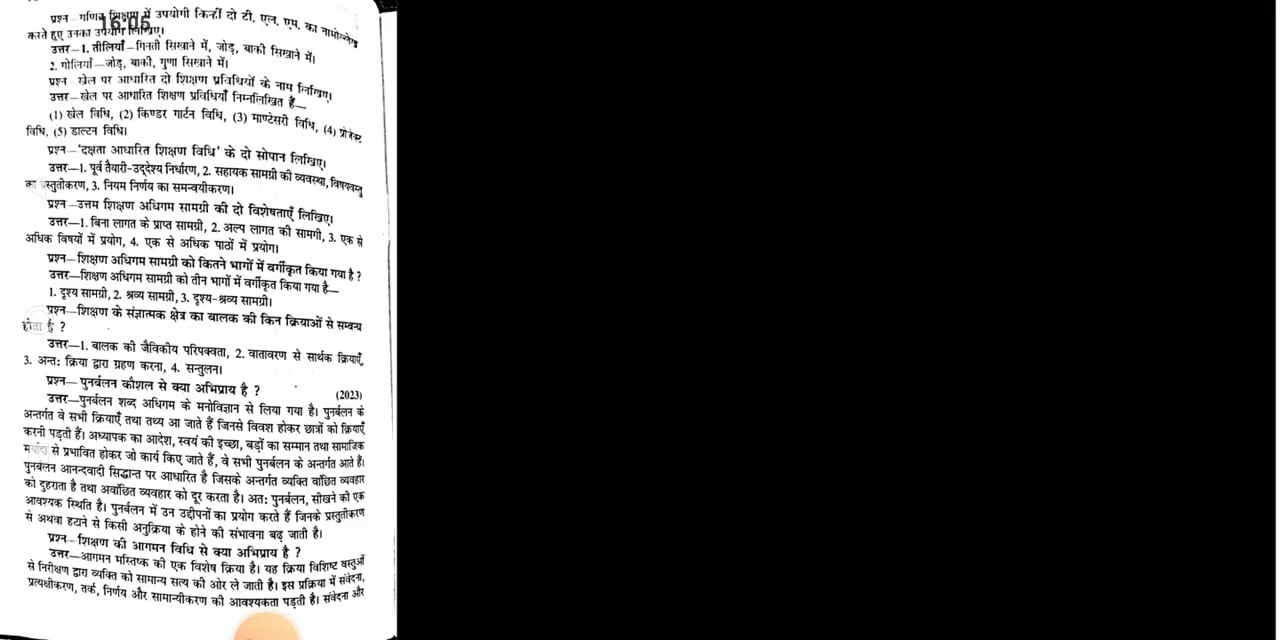 प्रश्न–गणित शिक्षण में उपयोगी किन्हीं दो टी. एल. एम. का नामोल्लेख
16:05
करते हुए उनका उपयोग लिखिए।
उत्तर–1. तीलियाँ–गिनती सिखाने में, जोड़, बाकी सिखाने में।
2. गोलियाँ–जोड़, बाकी, गुणा सिखाने में।
प्रश्न–खेल पर आधारित दो शिक्षण प्रविधियों के नाम लिखिए।
उत्तर–खेल पर आधारित शिक्षण प्रविधियाँ निम्नलिखित हैं—
(1) खेल विधि, (2) किण्डर गार्टन विधि, (3) माण्टेसरी विधि, (4) प्रोजेक्ट
विधि, (5) डाल्टन विधि।
प्रश्न–‘दक्षता आधारित शिक्षण विधि’ के दो सोपान लिखिए।
उत्तर—1. पूर्व तैयारी-उद्देश्य निर्धारण, 2. सहायक सामग्री की व्यवस्था, विषयवस्तु
का प्रस्तुतीकरण, 3. नियम निर्णय का समन्वयीकरण।
प्रश्न–उत्तम शिक्षण अधिगम सामग्री की दो विशेषताएँ लिखिए।
उत्तर—1. बिना लागत के प्राप्त सामग्री, 2. अल्प लागत की सामगी, 3. एक से
अधिक विषयों में प्रयोग, 4. एक से अधिक पाठों में प्रयोग।
प्रश्न–शिक्षण अधिगम सामग्री को कितने भागों में वर्गीकृत किया गया है ?
उत्तर—शिक्षण अधिगम सामग्री को तीन भागों में वर्गीकृत किया गया है—
1. दृश्य सामग्री, 2. श्रव्य सामग्री, 3. दृश्य-श्रव्य सामग्री।
प्रश्न—शिक्षण के संज्ञात्मक क्षेत्र का बालक की किन क्रियाओं से सम्बन्ध
होता है ?
उत्तर—1. बालक की जैविकीय परिपक्वता, 2. वातावरण से सार्थक क्रियाएँ,
3. अन्त: क्रिया द्वारा ग्रहण करना, 4. सन्तुलन।
प्रश्न— पुनर्बलन कौशल से क्या अभिप्राय है ? (2023)
उत्तर—पुनर्बलन शब्द अधिगम के मनोविज्ञान से लिया गया है। पुनर्बलन के
अन्तर्गत वे सभी क्रियाएँ तथा तथ्य आ जाते हैं जिनसे विवश होकर छात्रों को क्रियाएँ
करनी पड़ती हैं। अध्यापक का आदेश, स्वयं की इच्छा, बड़ों का सम्मान तथा सामाजिक
मर्यादा से प्रभावित होकर जो कार्य किए जाते हैं, वे सभी पुनर्बलन के अन्तर्गत आते हैं।
पुनर्बलन आनन्दवादी सिद्धान्त पर आधारित है जिसके अन्तर्गत व्यक्ति वांछित व्यवहार
को दुहराता है तथा अवांछित व्यवहार को दूर करता है। अत: पुनर्बलन, सीखने की एक
आवश्यक स्थिति है। पुनर्बलन में उन उद्दीपनों का प्रयोग करते हैं जिनके प्रस्तुतीकरण
से अथवा हटाने से किसी अनुक्रिया के होने की संभावना बढ़ जाती है।
प्रश्न–शिक्षण की आगमन विधि से क्या अभिप्राय है ?
उत्तर—आगमन मस्तिष्क की एक विशेष क्रिया है। यह क्रिया विशिष्ट वस्तुओं
से निरीक्षण द्वारा व्यक्ति को सामान्य सत्य की ओर ले जाती है। इस प्रक्रिया में संवेदना,
प्रत्यक्षीकरण, तर्क, निर्णय और सामान्यीकरण की आवश्यकता पड़ती है। संवेदना और